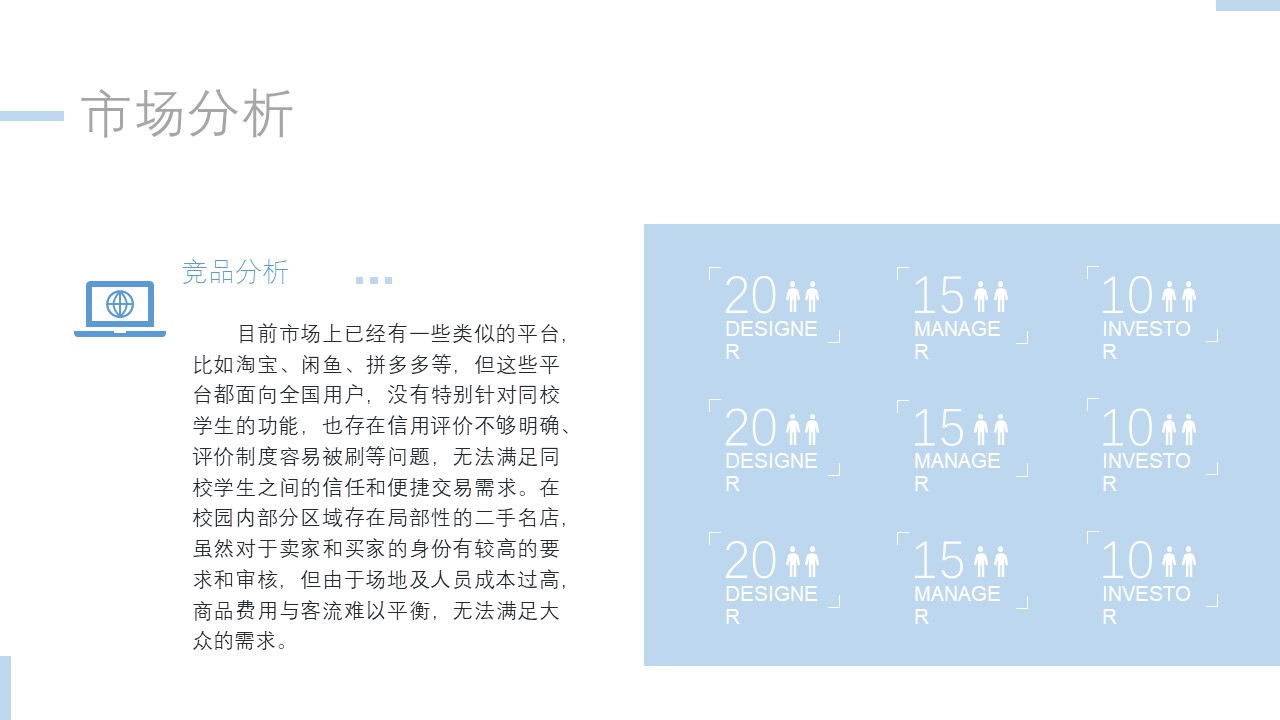 市场分析
竞品分析
目前市场上已经有一些类似的平台，
比如淘宝、闲鱼、拼多多等，但这些平
台都面向全国用户，没有特别针对同校
学生的功能，也存在信用评价不够明确、
评价制度容易被刷等问题，无法满足同
校学生之间的信任和便捷交易需求。在
校园内部分区域存在局部性的二手名店，
虽然对于卖家和买家的身份有较高的要
求和审核，但由于场地及人员成本过高，
商品费用与客流难以平衡，无法满足大
众的需求。
20
DESIGNE
R
15
MANAGE
R
10
INVESTO
R
20
DESIGNE
R
15
MANAGE
R
10
INVESTO
R
20
DESIGNE
R
15
MANAGE
R
10
INVESTO
R